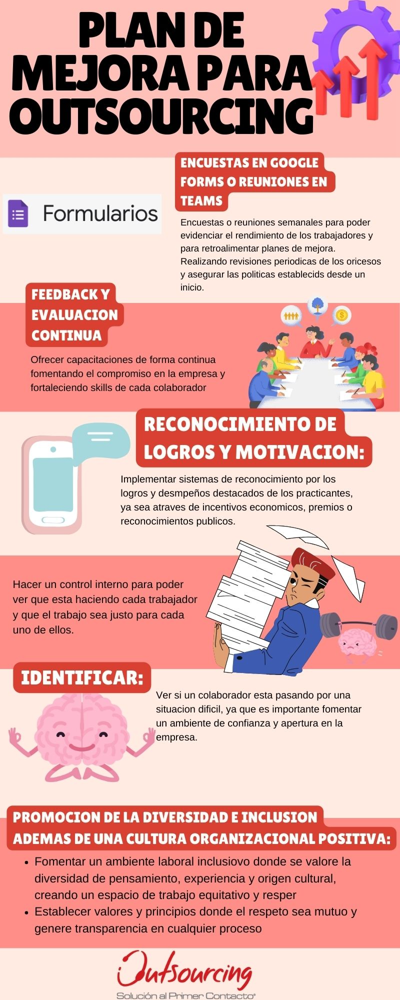 PLAN DE
MEJORA PARA
OUTSOURCING
ENCUESTAS EN GOOGLE
FORMS O REUNIONES EN
TEAMS
Formularios
Encuestas o reuniones semanales para poder
evidenciar el rendimiento de los trabajadores y
para retroalimentar planes de mejora.
Realizando revisiones periodicas de los oricesos
y asegurar las politicas establecids desde un
inicio.
FEEDBACK Y
EVALUACION
CONTINUA
Ofrecer capacitaciones de forma continua
fomentando el compromiso en la empresa y
fortaleciendo skills de cada colaborador
RECONOCIMIENTO DE
LOGROS Y MOTIVACION:
Implementar sistemas de reconocimiento por los
logros y desmpeños destacados de los practicantes,
ya sea atraves de incentivos economicos, premios o
reconocimientos publicos.
Hacer un control interno para poder
ver que esta haciendo cada trabajador
y que el trabajo sea justo para cada
uno de ellos.
IDENTIFICAR:
Ver si un colaborador esta pasando por una
situacion dificil, ya que es importante fomentar
un ambiente de confianza y apertura en la
empresa.
PROMOCION DE LA DIVERSIDAD E INCLUSION
ADEMAS DE UNA CULTURA ORGANIZACIONAL POSITIVA:
• Fomentar un ambiente laboral inclusiovo donde se valore la
diversidad de pensamiento, experiencia y origen cultural,
creando un espacio de trabajo equitativo y resper
• Establecer valores y principios donde el respeto sea mutuo y
genere transparencia en cualquier proceso
Outsourcing
Solución al Primer Contacto®